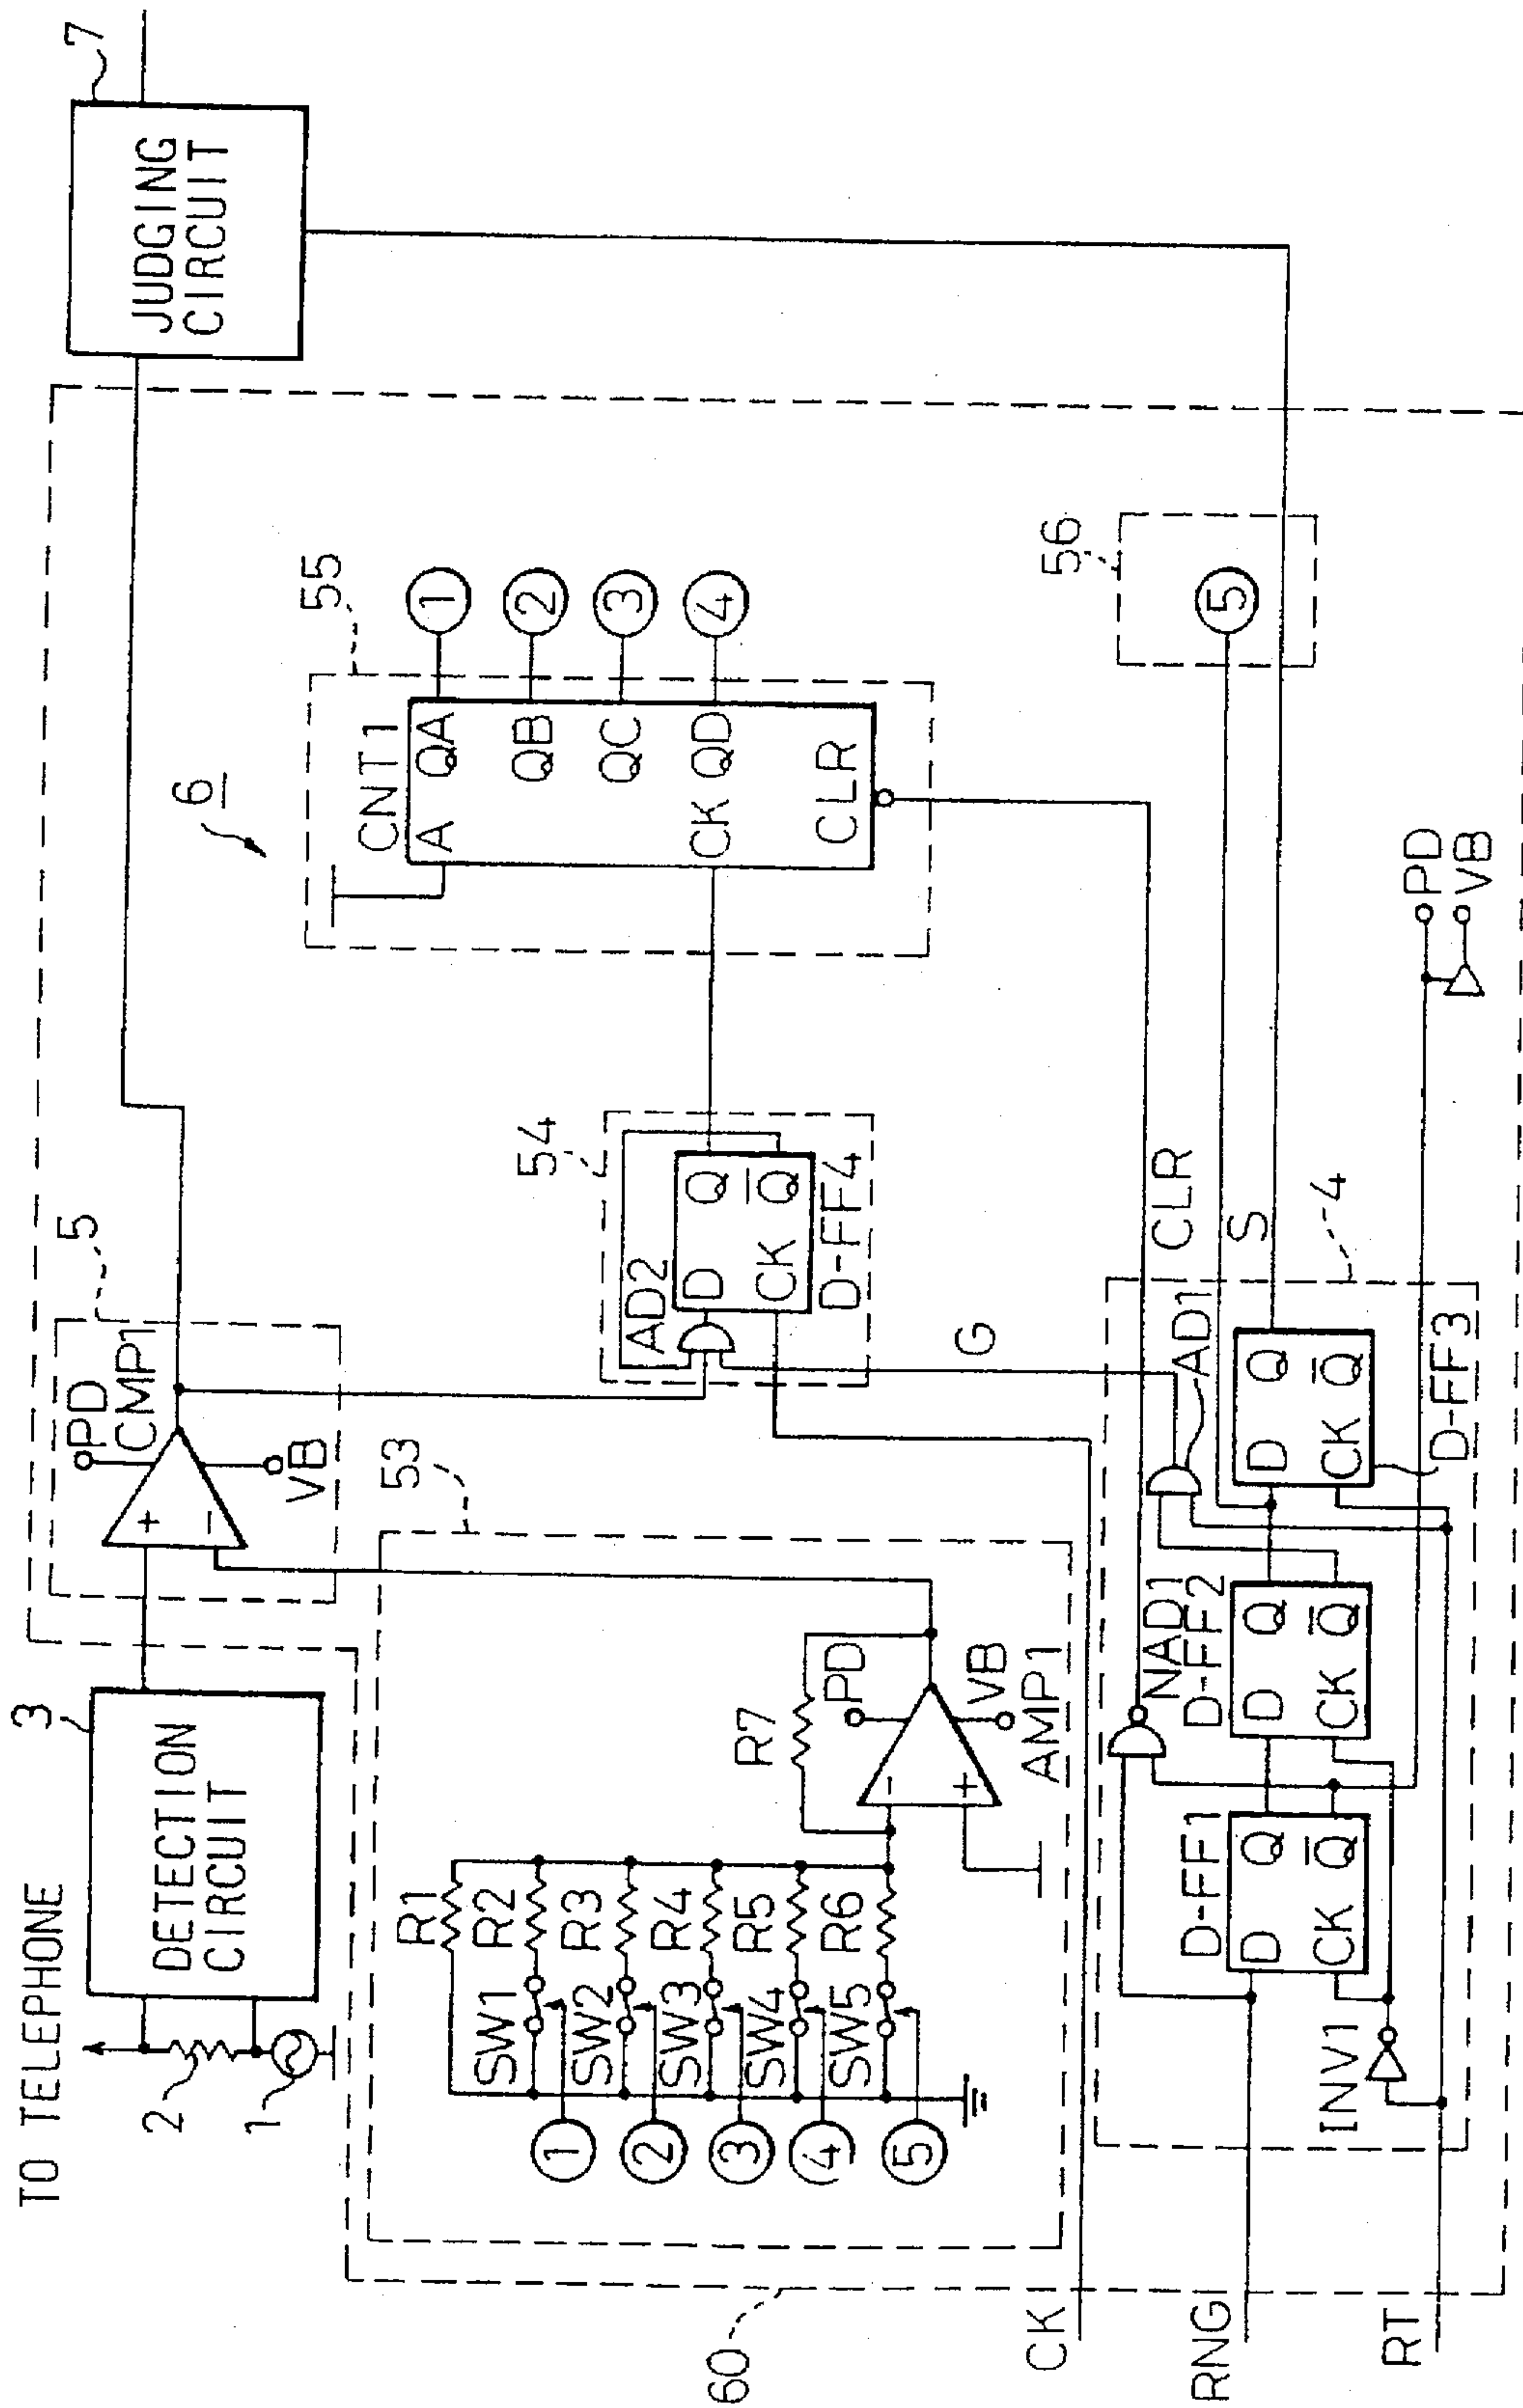 TO TELEPHONE
3
DETECTION
CIRCUIT
2
1
5
PD
CMP1
+
−
VB
7
JUDGING
CIRCUIT
6
53
R1
SW1 R2
SW2 R3
SW3 R4
SW4 R5
SW5 R6
①
②
③
④
⑤
R7
PD
−
+
VB
AMP1
54
AD2
D Q
CK Q̅
D-FF4
G
55
CNT1
A QA
QB
QC
CK QD
CLR
①
②
③
④
56
⑤
60
CK
RNGI
RT
INV1
D-FF1
D Q
CK Q̅
NAD1
D-FF2
D Q
CK Q̅
AD1
D Q
CK Q̅
D-FF3
CLR
S
4
PD
VB